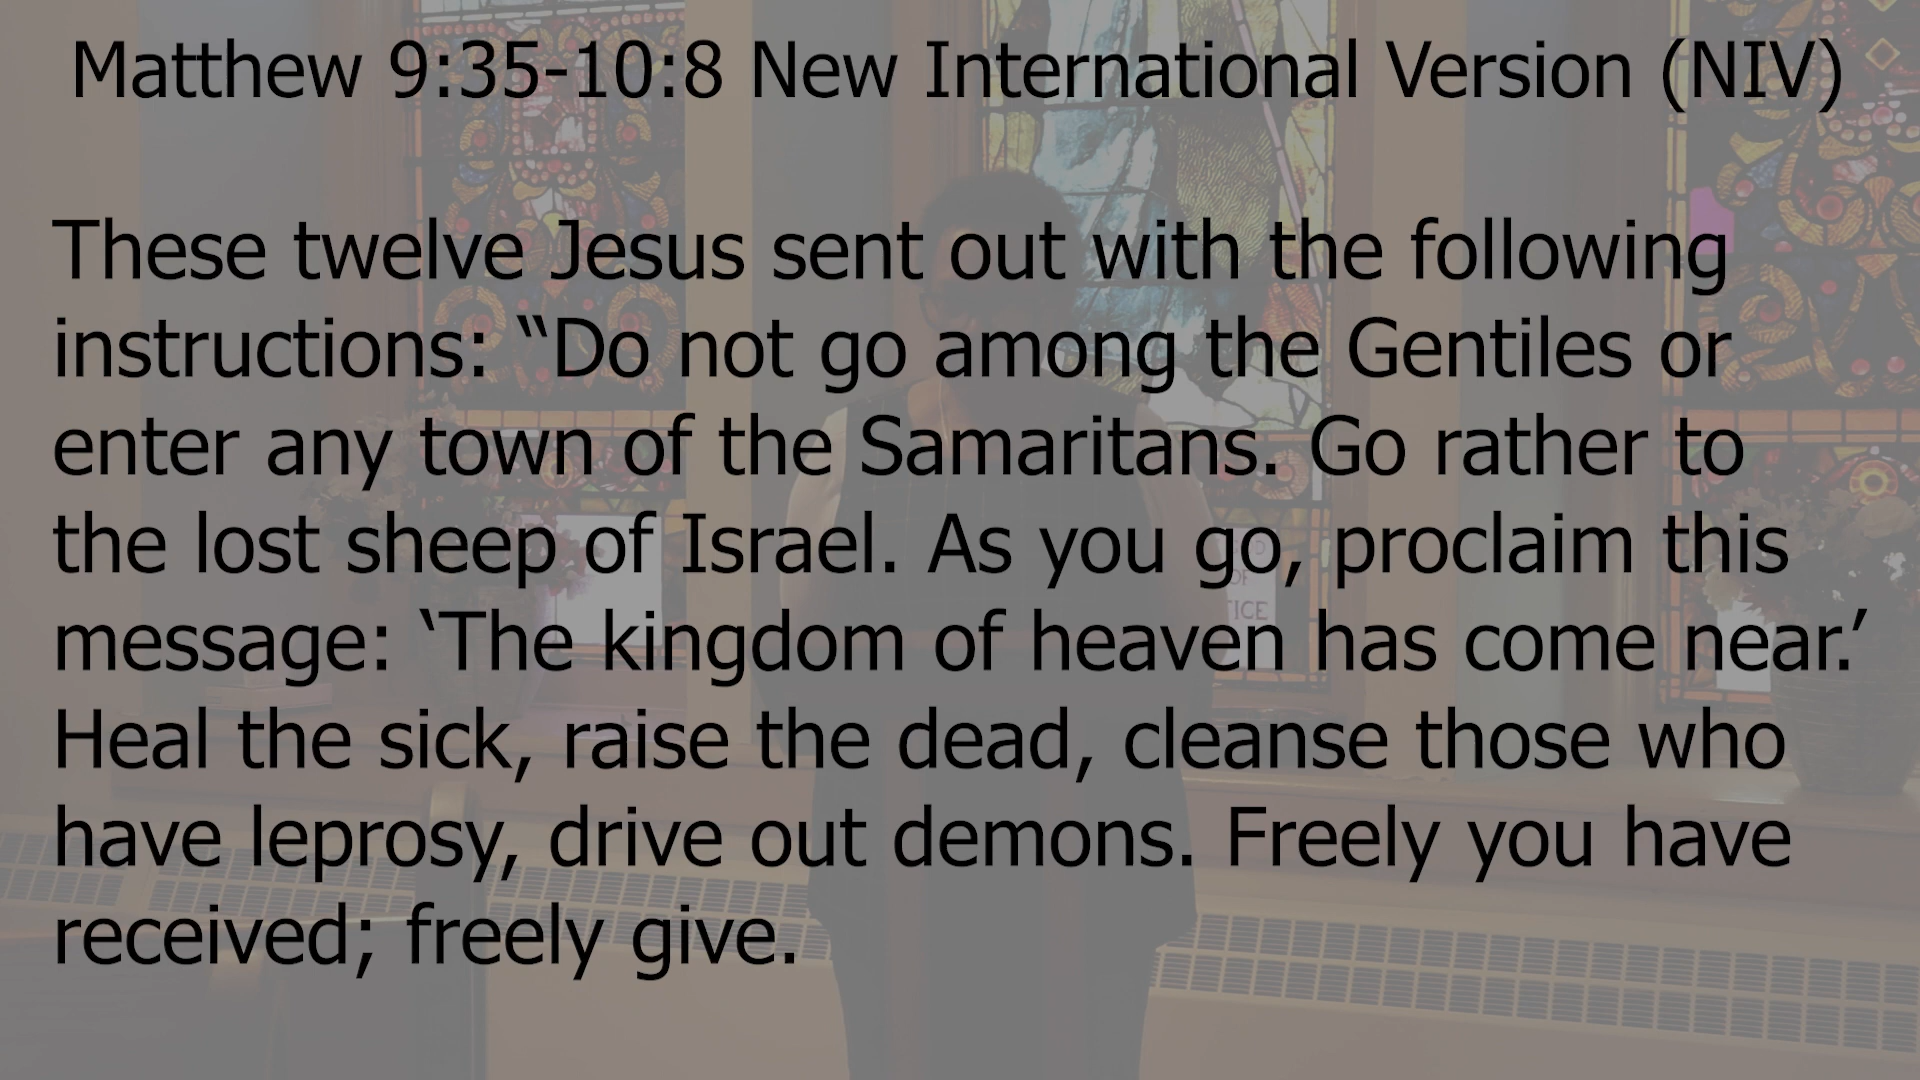 Matthew 9:35-10:8 New International Version (NIV)
These twelve Jesus sent out with the following
instructions: “Do not go among the Gentiles or
enter any town of the Samaritans. Go rather to
the lost sheep of Israel. As you go, proclaim this
message: ‘The kingdom of heaven has come near.’
Heal the sick, raise the dead, cleanse those who
have leprosy, drive out demons. Freely you have
received; freely give.
OF